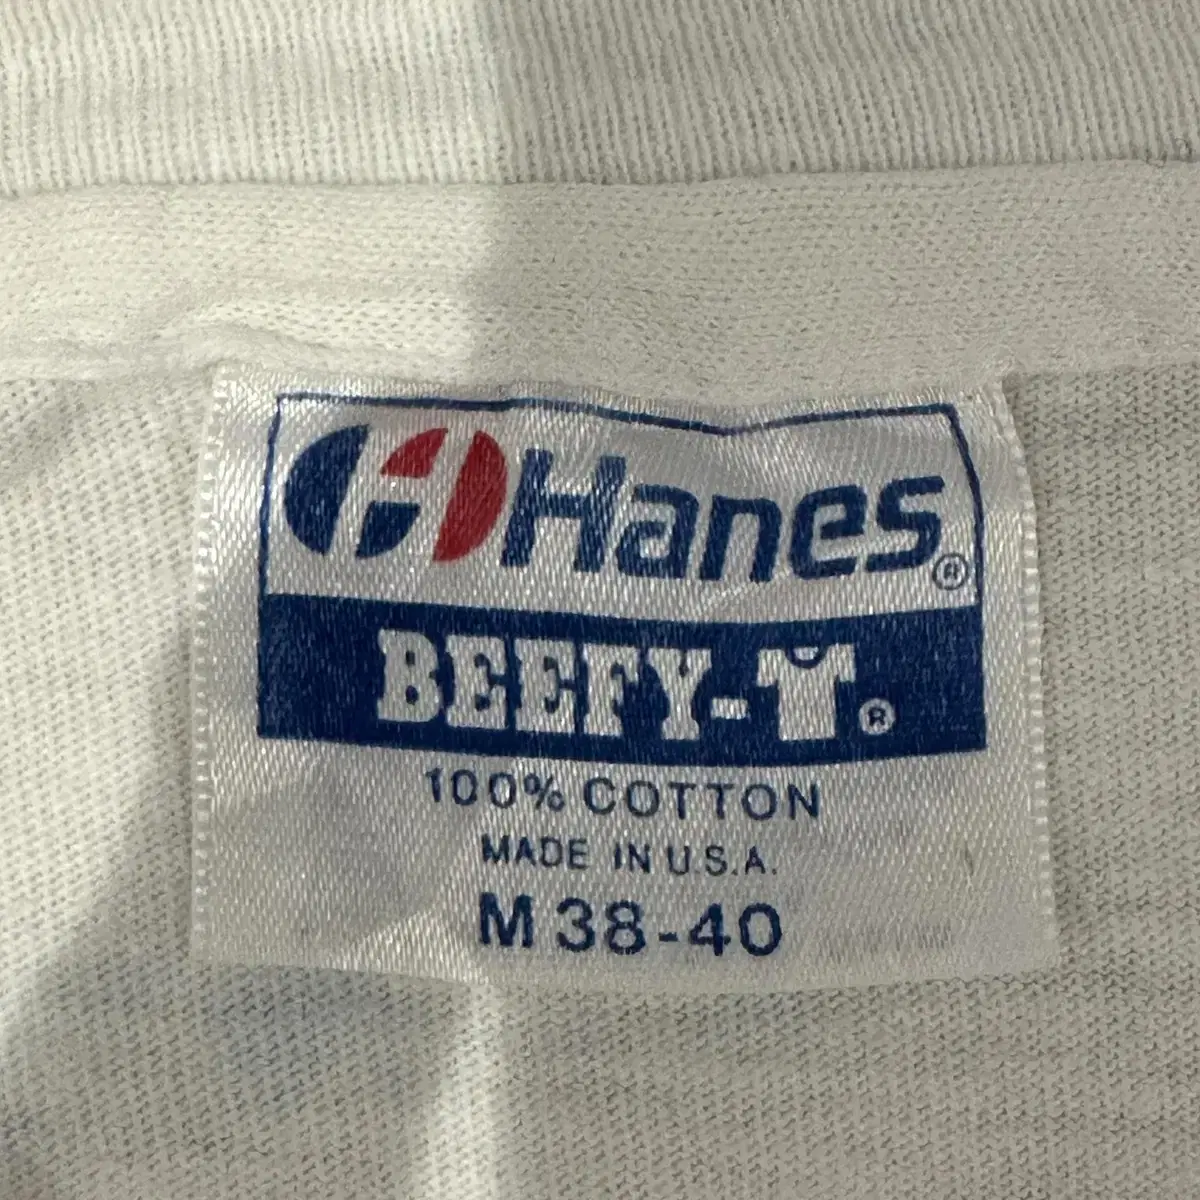 Hanes®
BEEFY-T®
100% COTTON
MADE IN U.S.A.
M 38-40